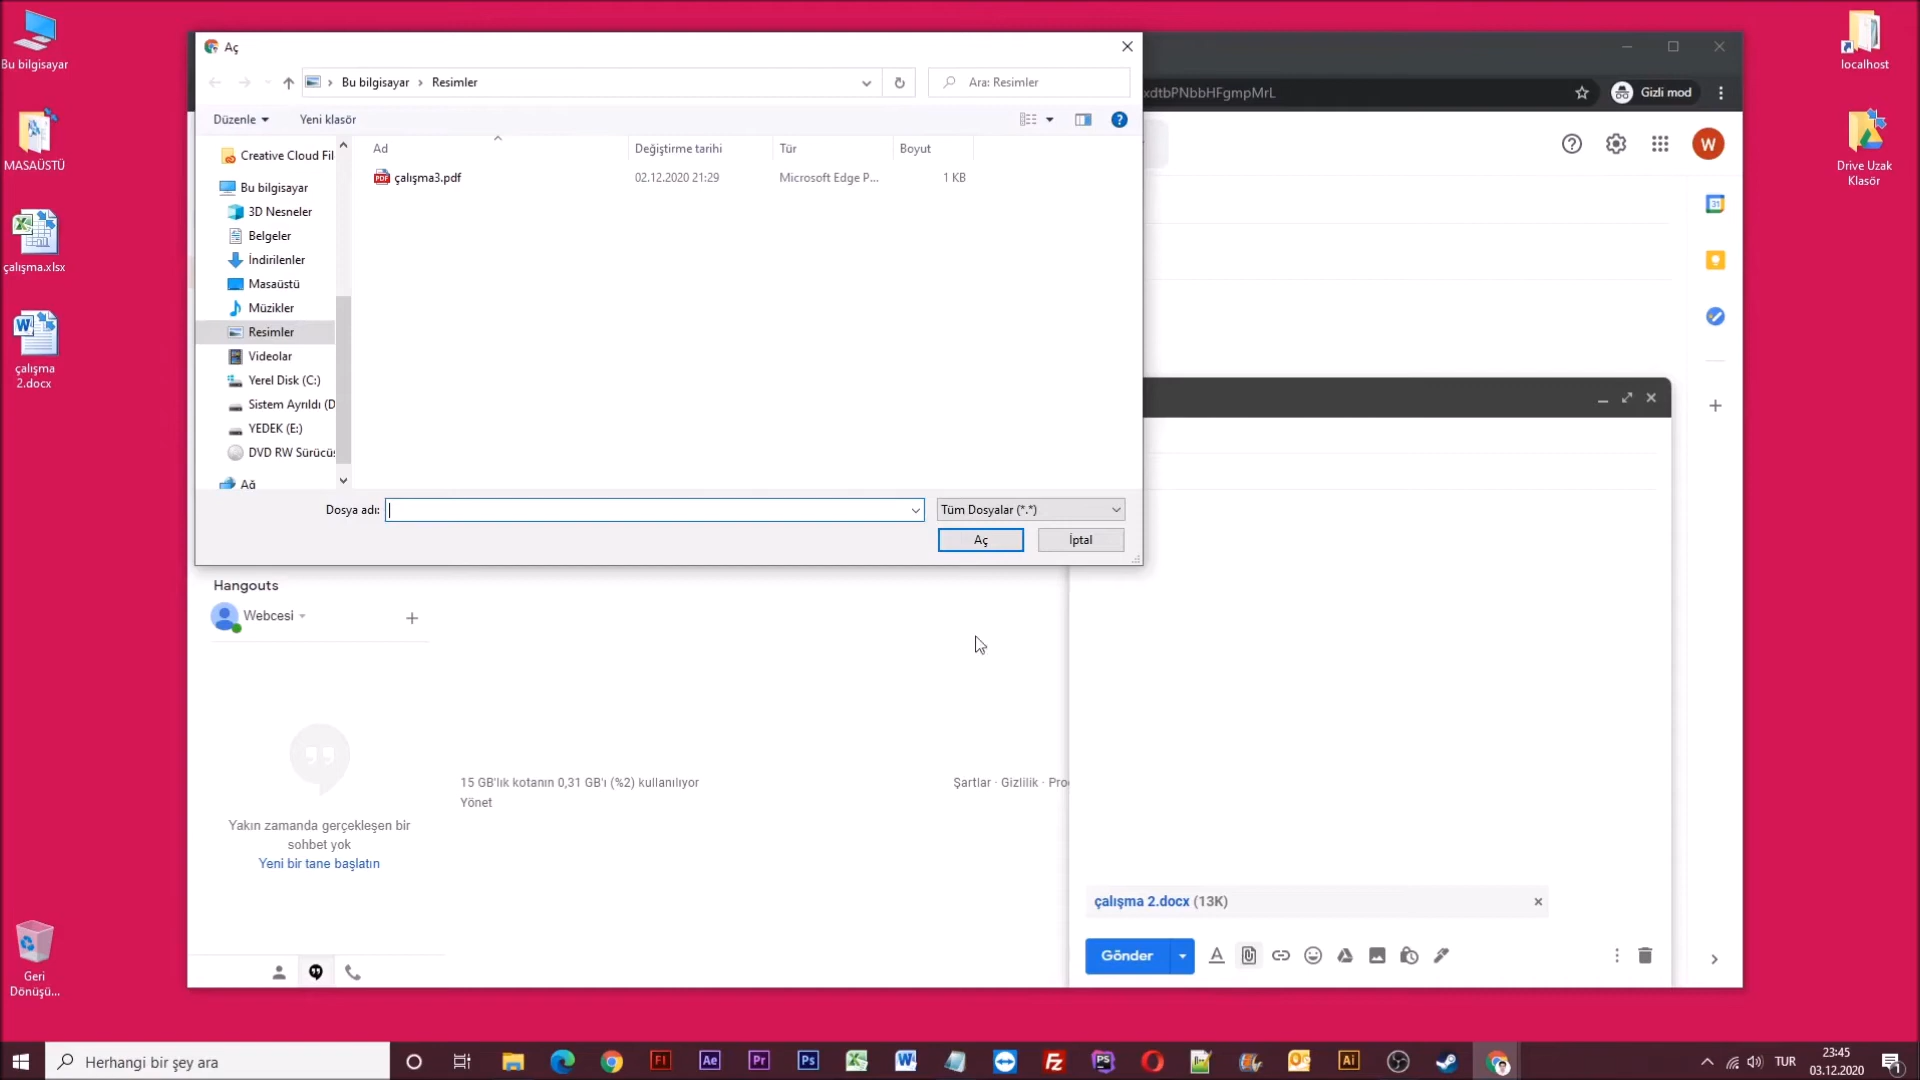 Bu bilgisayar
MASAÜSTÜ
çalışma.xlsx
çalışma
2.docx
Geri
Dönüşü...
Aç
Bu bilgisayar
Resimler
Ara: Resimler
Düzenle
Yeni klasör
Ad
Değiştirme tarihi
Tür
Boyut
çalışma3.pdf
02.12.2020 21:29
Microsoft Edge P...
1 KB
Creative Cloud Fil
Bu bilgisayar
3D Nesneler
Belgeler
İndirilenler
Masaüstü
Müzikler
Resimler
Videolar
Yerel Disk (C:)
Sistem Ayrıldı (D
YEDEK (E:)
DVD RW Sürücüs
Ağ
Dosya adı:
Tüm Dosyalar (*.*)
Aç
İptal
xdtbPNbbHFgmpMrL
Gizli mod
W
31
localhost
Drive Uzak
Klasör
Hangouts
Webcesi
Yakın zamanda gerçekleşen bir
sohbet yok
Yeni bir tane başlatın
15 GB'lık kotanın 0,31 GB'ı (%2) kullanılıyor
Yönet
Şartlar · Gizlilik · Pro
çalışma 2.docx (13K)
Gönder
Herhangi bir şey ara
TUR
23:45
03.12.2020